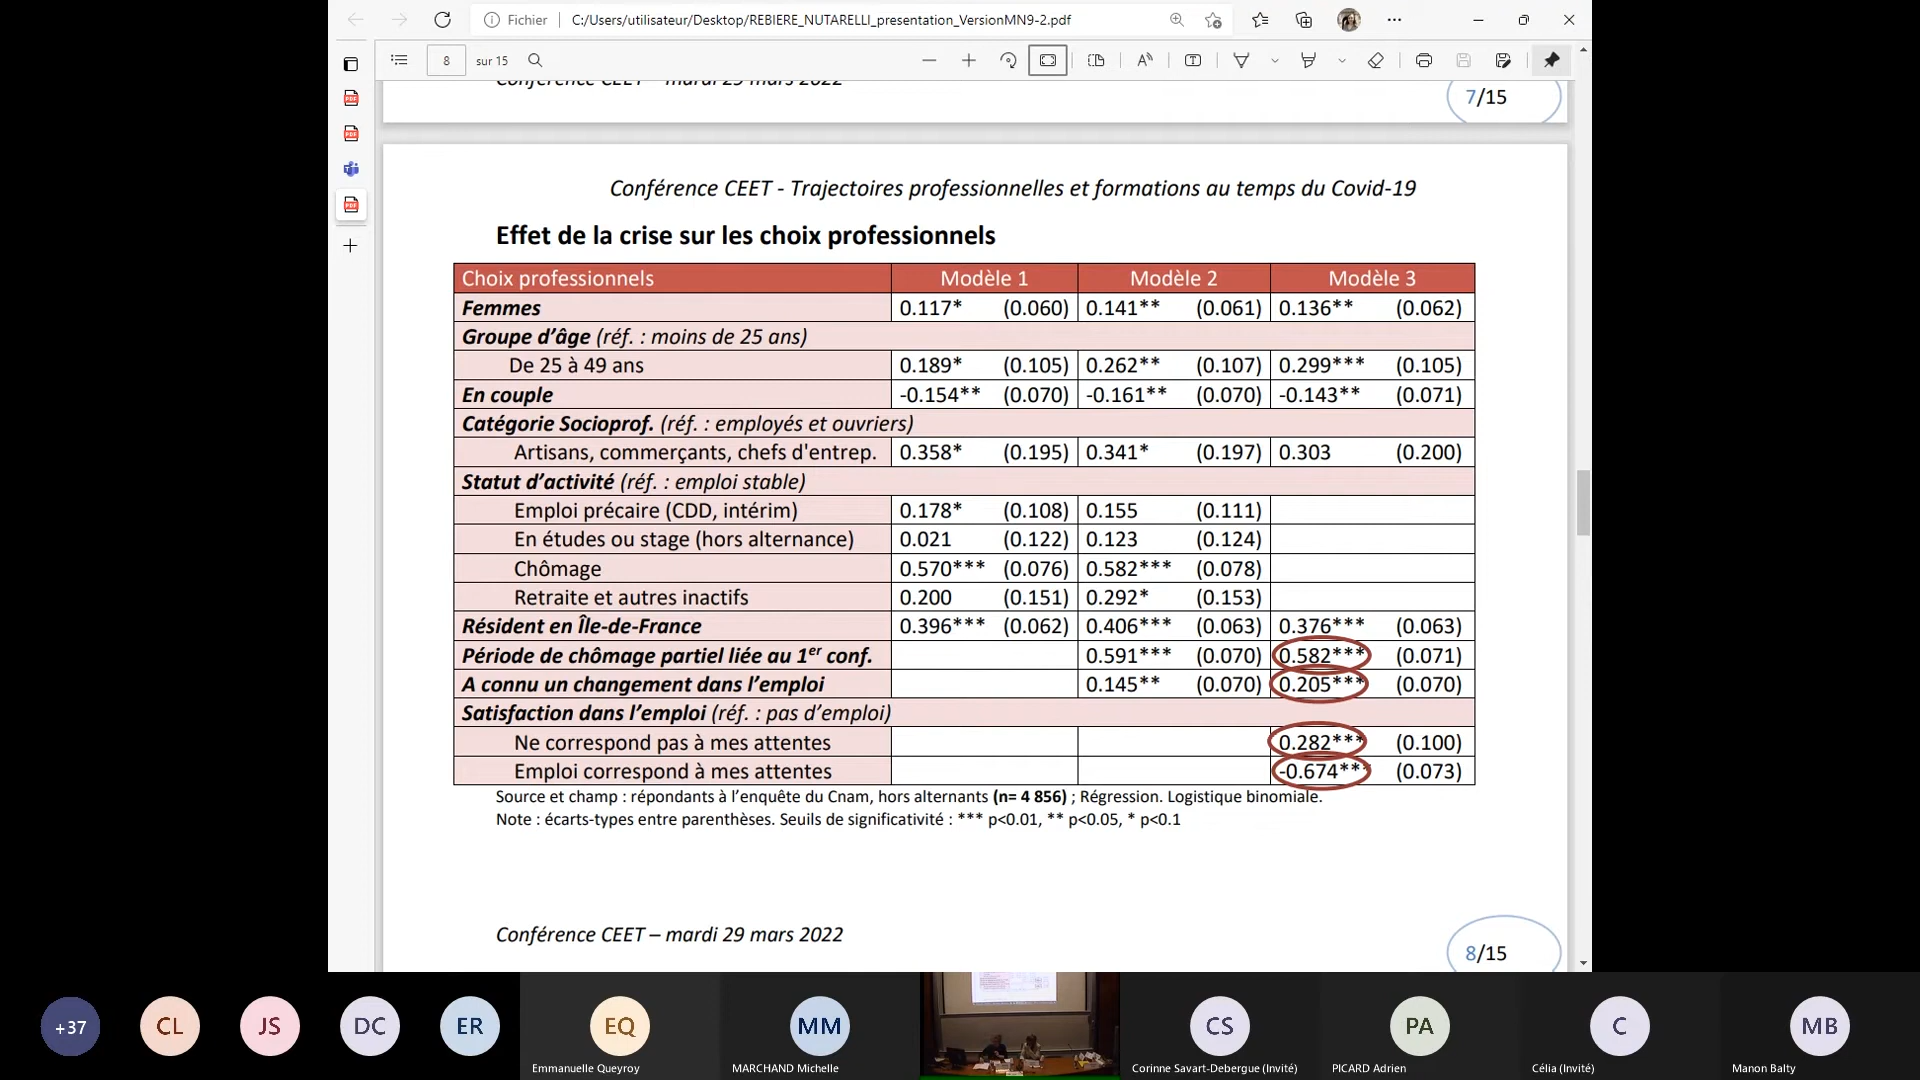 Fichier C:/Users/utilisateur/Desktop/REBIERE_NUTARELLI_presentation_VersionMN9-2.pdf
8 sur 15
Conférence CEET – mardi 29 mars 2022
7/15
Conférence CEET - Trajectoires professionnelles et formations au temps du Covid-19
Effet de la crise sur les choix professionnels
Choix professionnels Modèle 1 Modèle 2 Modèle 3
Femmes 0.117* (0.060) 0.141** (0.061) 0.136** (0.062)
Groupe d’âge (réf. : moins de 25 ans)
De 25 à 49 ans 0.189* (0.105) 0.262** (0.107) 0.299*** (0.105)
En couple -0.154** (0.070) -0.161** (0.070) -0.143** (0.071)
Catégorie Socioprof. (réf. : employés et ouvriers)
Artisans, commerçants, chefs d'entrep. 0.358* (0.195) 0.341* (0.197) 0.303 (0.200)
Statut d’activité (réf. : emploi stable)
Emploi précaire (CDD, intérim) 0.178* (0.108) 0.155 (0.111)
En études ou stage (hors alternance) 0.021 (0.122) 0.123 (0.124)
Chômage 0.570*** (0.076) 0.582*** (0.078)
Retraite et autres inactifs 0.200 (0.151) 0.292* (0.153)
Résident en Île-de-France 0.396*** (0.062) 0.406*** (0.063) 0.376*** (0.063)
Période de chômage partiel liée au 1er conf. 0.591*** (0.070) 0.582*** (0.071)
A connu un changement dans l’emploi 0.145** (0.070) 0.205*** (0.070)
Satisfaction dans l’emploi (réf. : pas d’emploi)
Ne correspond pas à mes attentes 0.282*** (0.100)
Emploi correspond à mes attentes -0.674*** (0.073)
Source et champ : répondants à l’enquête du Cnam, hors alternants (n= 4 856) ; Régression. Logistique binomiale.
Note : écarts-types entre parenthèses. Seuils de significativité : *** p<0.01, ** p<0.05, * p<0.1
Conférence CEET – mardi 29 mars 2022
8/15
+37 CL JS DC ER EQ MM CS PA C MB
Emmanuelle Queyroy MARCHAND Michelle Corinne Savart-Debergue (Invité) PICARD Adrien Célia (Invité) Manon Balty